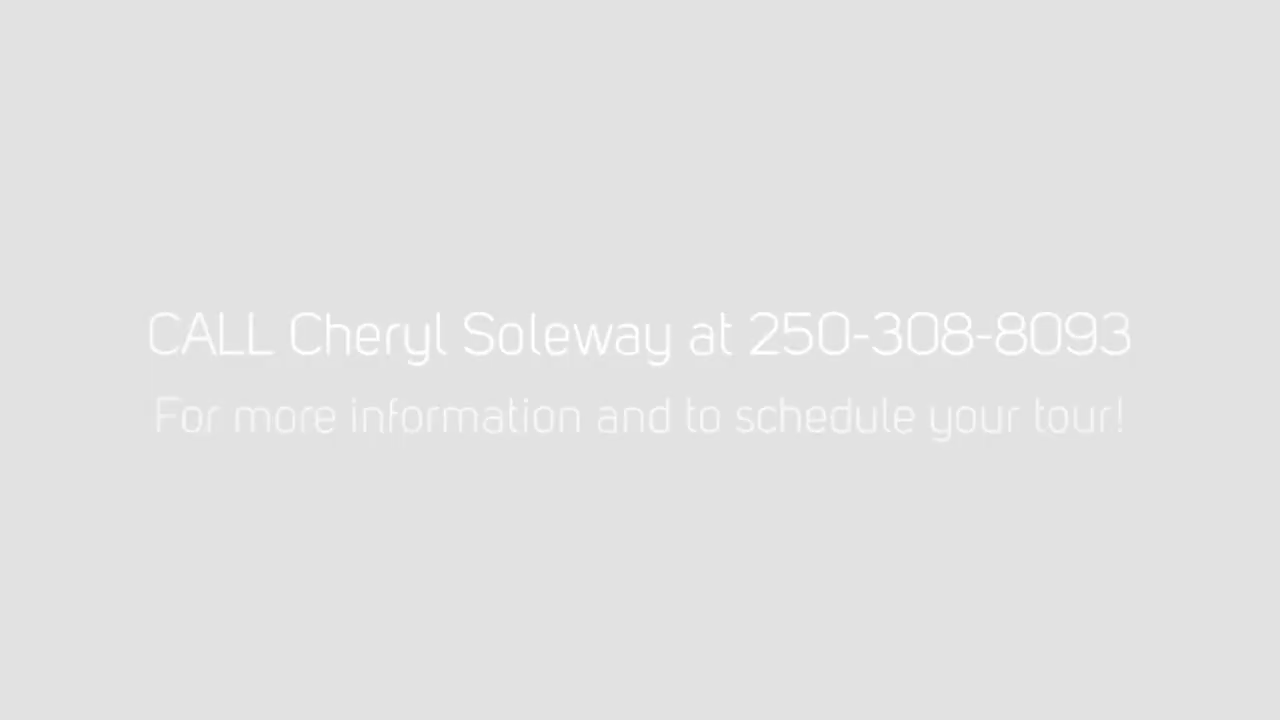 CALL Cheryl Soleway at 250-308-8093
For more information and to schedule your tour!